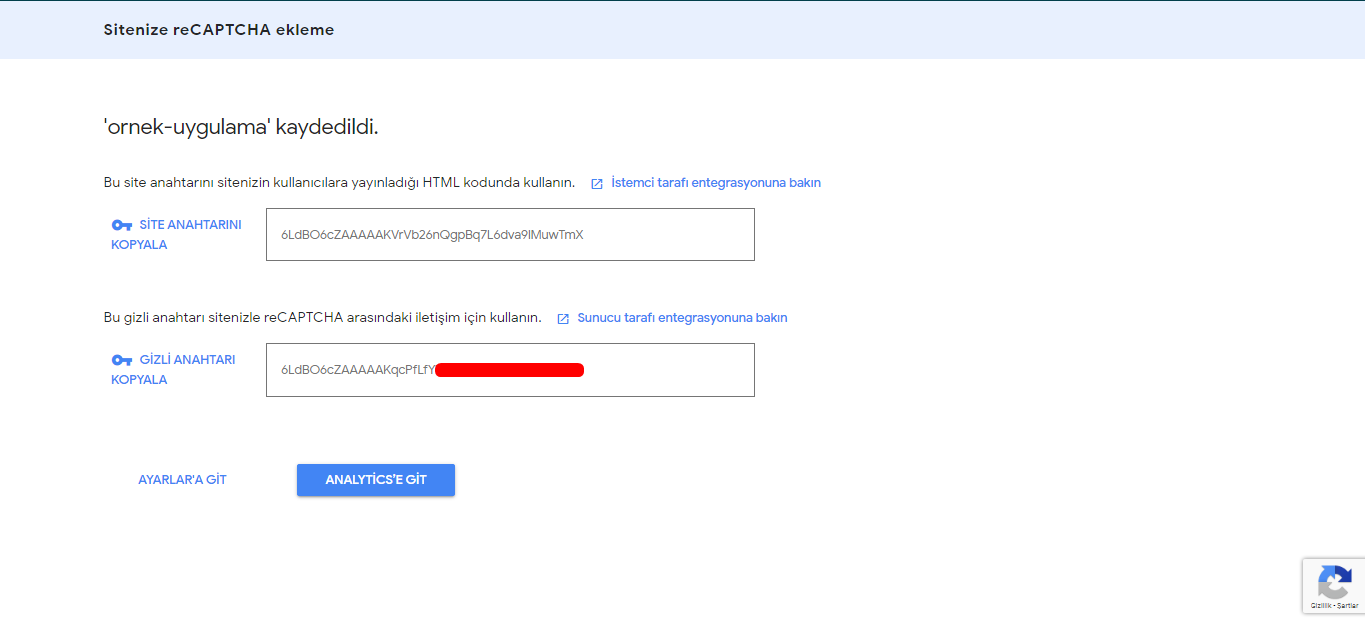 Sitenize reCAPTCHA ekleme
'ornek-uygulama' kaydedildi.
Bu site anahtarını sitenizin kullanıcılara yayınladığı HTML kodunda kullanın. İstemci tarafı entegrasyonuna bakın
SİTE ANAHTARINI
KOPYALA
6LdBO6cZAAAAAKVrVb26nQgpBq7L6dva9IMuwTmX
Bu gizli anahtarı sitenizle reCAPTCHA arasındaki iletişim için kullanın. Sunucu tarafı entegrasyonuna bakın
GİZLİ ANAHTARI
KOPYALA
6LdBO6cZAAAAAKqcPfLfY
AYARLAR'A GİT
ANALYTİCS'E GİT
Gizlilik - Şartlar